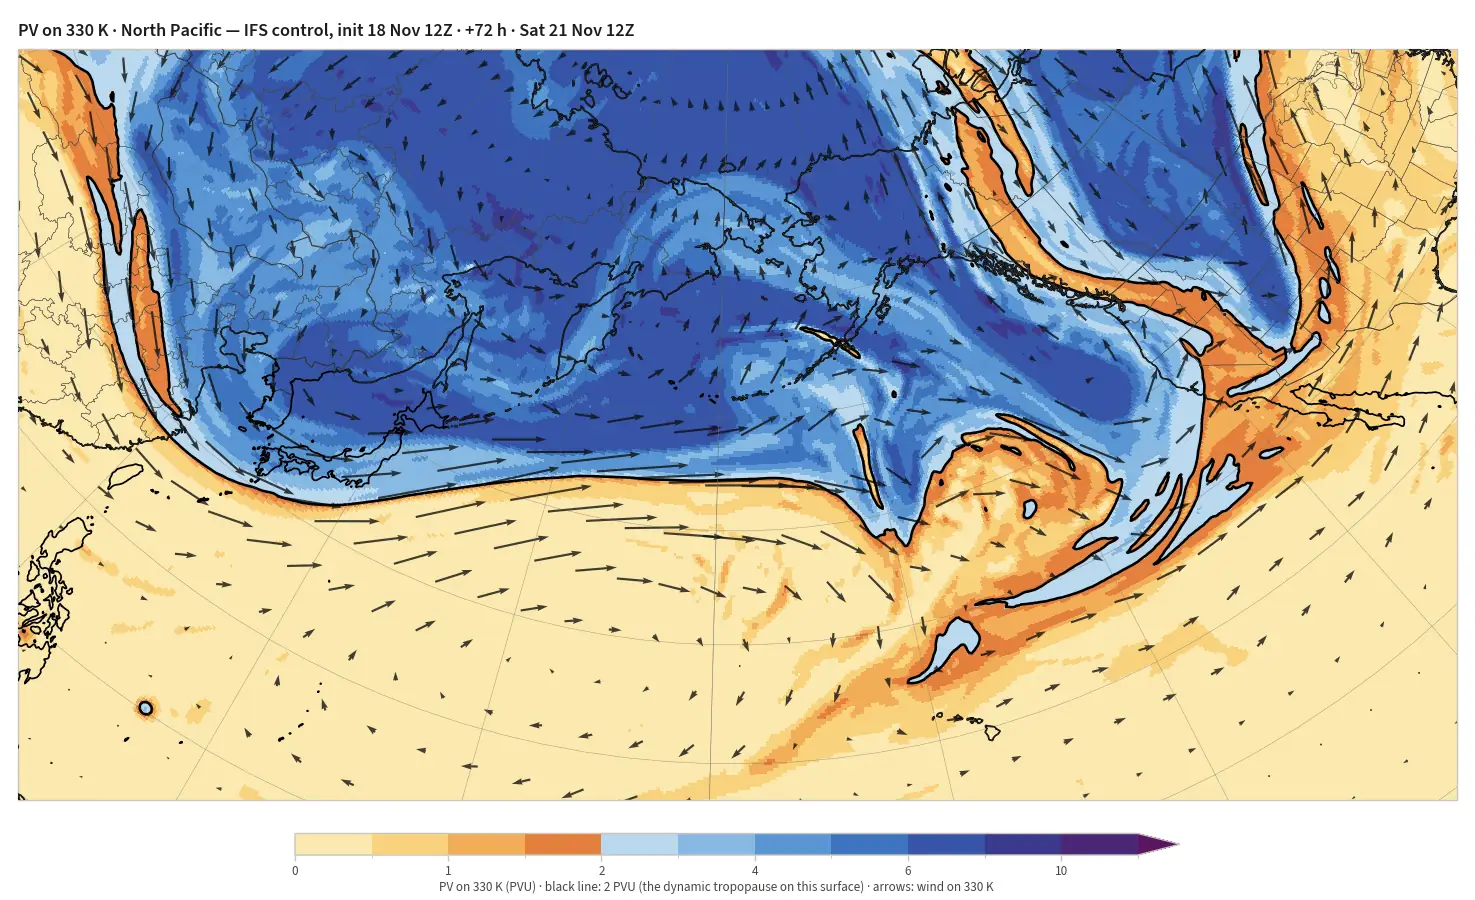 PV on 330 K · North Pacific — IFS control, init 18 Nov 12Z · +72 h · Sat 21 Nov 12Z
0 1 2 4 6 10
PV on 330 K (PVU) · black line: 2 PVU (the dynamic tropopause on this surface) · arrows: wind on 330 K